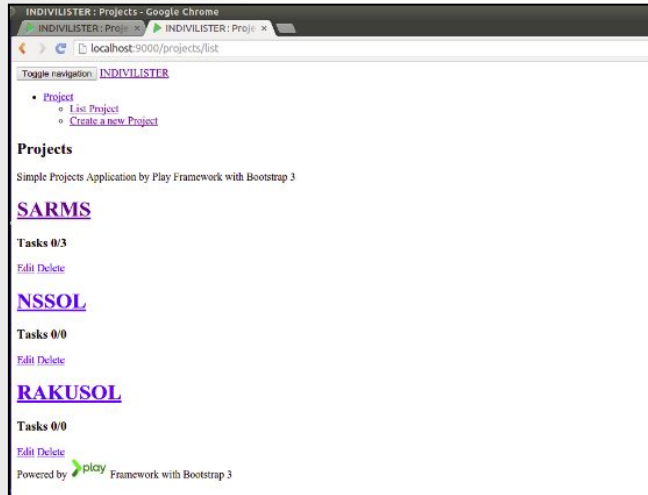 INDIVILISTER : Projects - Google Chrome
INDIVILISTER : Proje × INDIVILISTER : Proje ×
localhost:9000/projects/list
Toggle navigation INDIVILISTER
Project
List Project
Create a new Project
Projects
Simple Projects Application by Play Framework with Bootstrap 3
SARMS
Tasks 0/3
Edit Delete
NSSOL
Tasks 0/0
Edit Delete
RAKUSOL
Tasks 0/0
Edit Delete
Powered by play Framework with Bootstrap 3